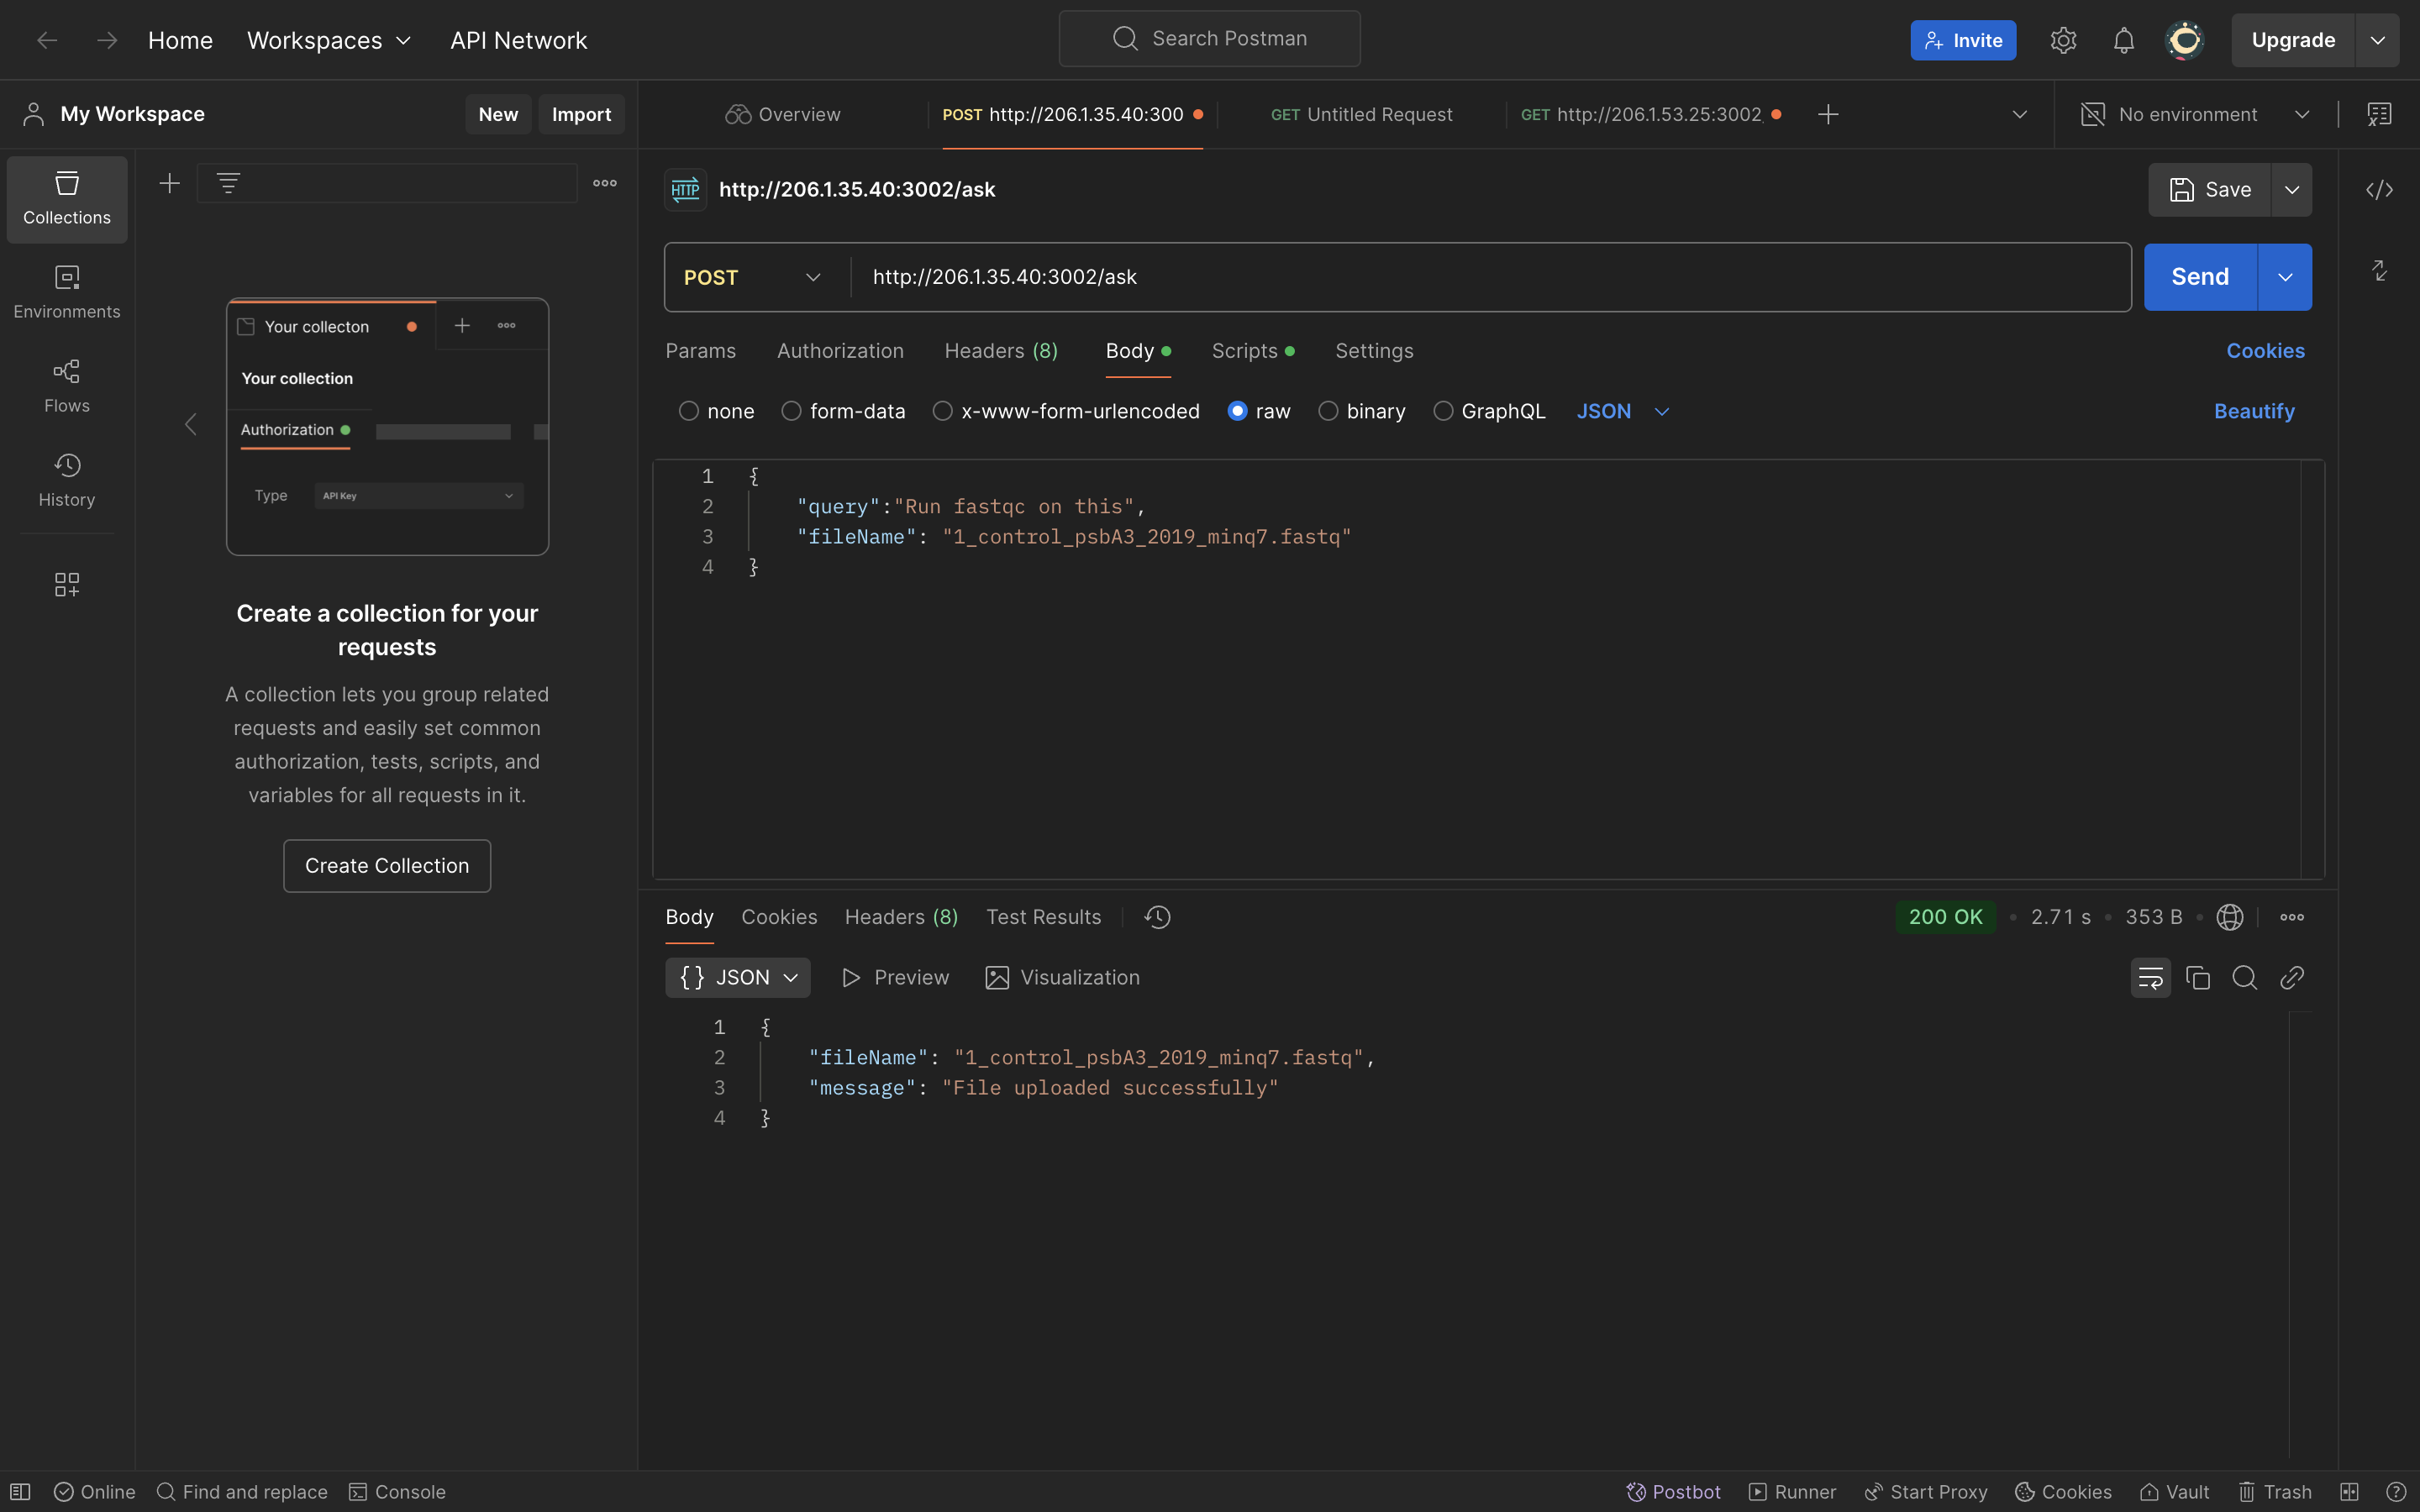 Home Workspaces API Network Search Postman Invite Upgrade
My Workspace New Import Overview POST http://206.1.35.40:300 GET Untitled Request GET http://206.1.53.25:3002 No environment
Collections
Environments
Flows
History
Your collecton
Your collection
Authorization
Type API Key
Create a collection for your
requests
A collection lets you group related
requests and easily set common
authorization, tests, scripts, and
variables for all requests in it.
Create Collection
HTTP http://206.1.35.40:3002/ask Save
POST http://206.1.35.40:3002/ask Send
Params Authorization Headers (8) Body Scripts Settings Cookies
none form-data x-www-form-urlencoded raw binary GraphQL JSON Beautify
1 {
2 "query":"Run fastqc on this",
3 "fileName": "1_control_psbA3_2019_minq7.fastq"
4 }
Body Cookies Headers (8) Test Results 200 OK • 2.71 s • 353 B •
{} JSON Preview Visualization
1 {
2 "fileName": "1_control_psbA3_2019_minq7.fastq",
3 "message": "File uploaded successfully"
4 }
Online Find and replace Console Postbot Runner Start Proxy Cookies Vault Trash